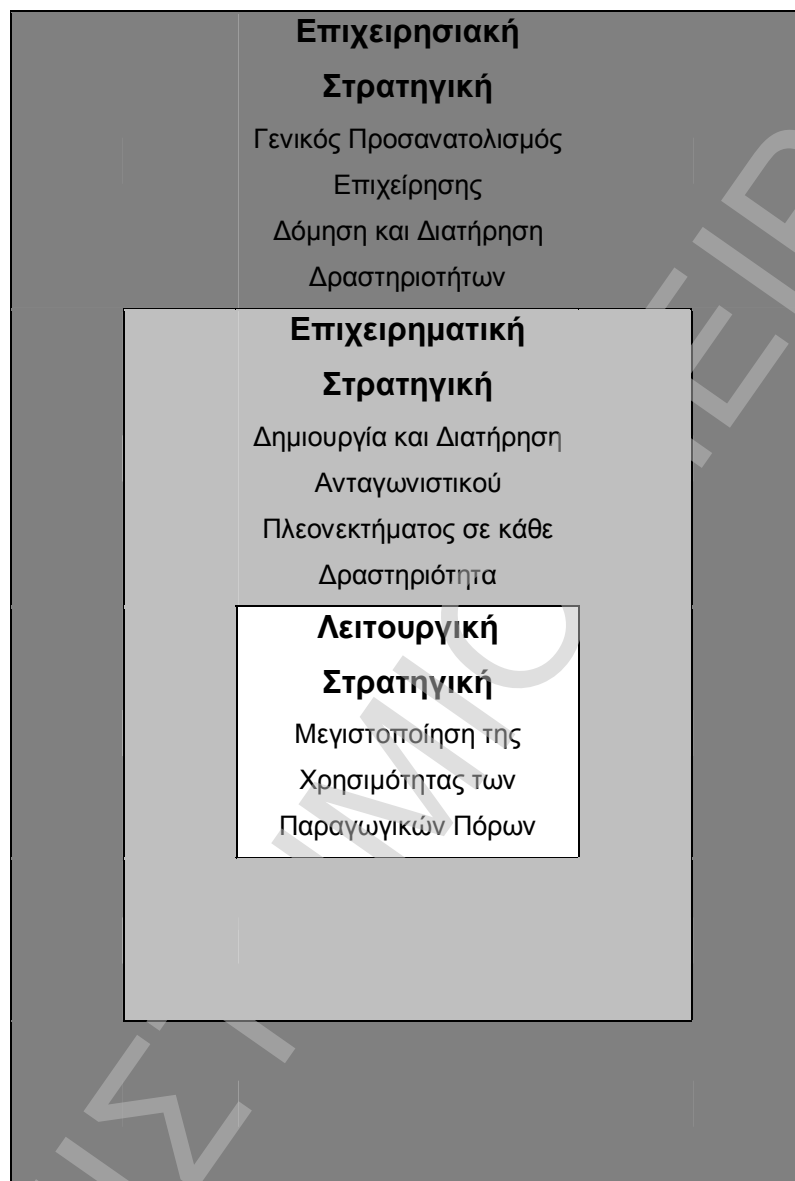 Επιχειρησιακή
Στρατηγική
Γενικός Προσανατολισμός
Επιχείρησης
Δόμηση και Διατήρηση
Δραστηριοτήτων
Επιχειρηματική
Στρατηγική
Δημιουργία και Διατήρηση
Ανταγωνιστικού
Πλεονεκτήματος σε κάθε
Δραστηριότητα
Λειτουργική
Στρατηγική
Μεγιστοποίηση της
Χρησιμότητας των
Παραγωγικών Πόρων